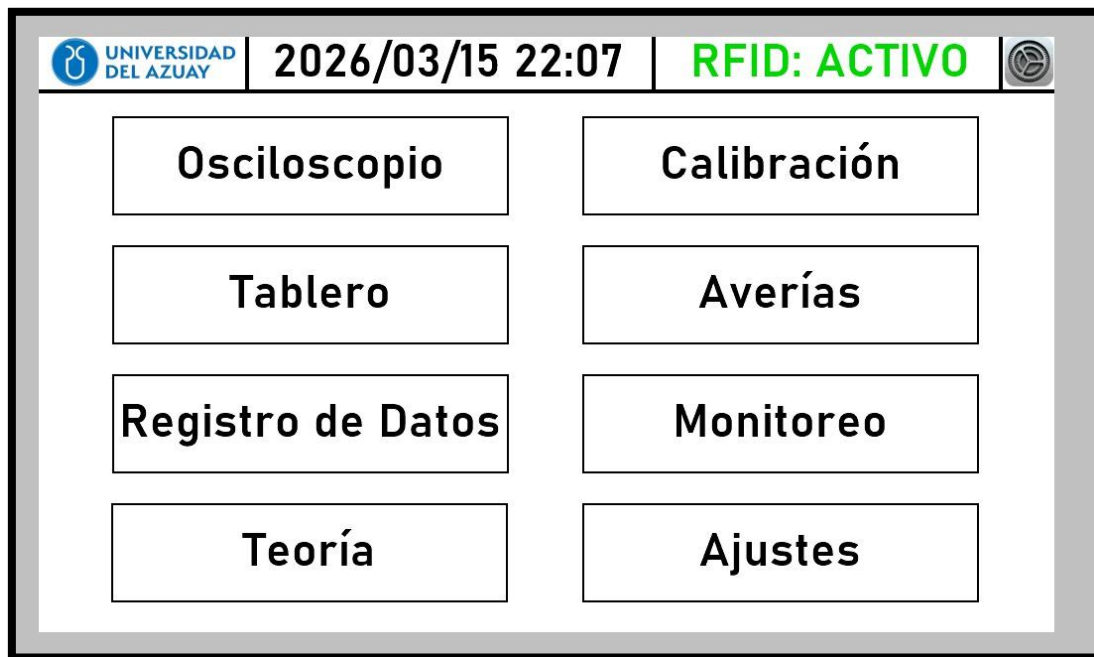 UNIVERSIDAD
DEL AZUAY
2026/03/15 22:07
RFID: ACTIVO
Osciloscopio
Calibración
Tablero
Averías
Registro de Datos
Monitoreo
Teoría
Ajustes